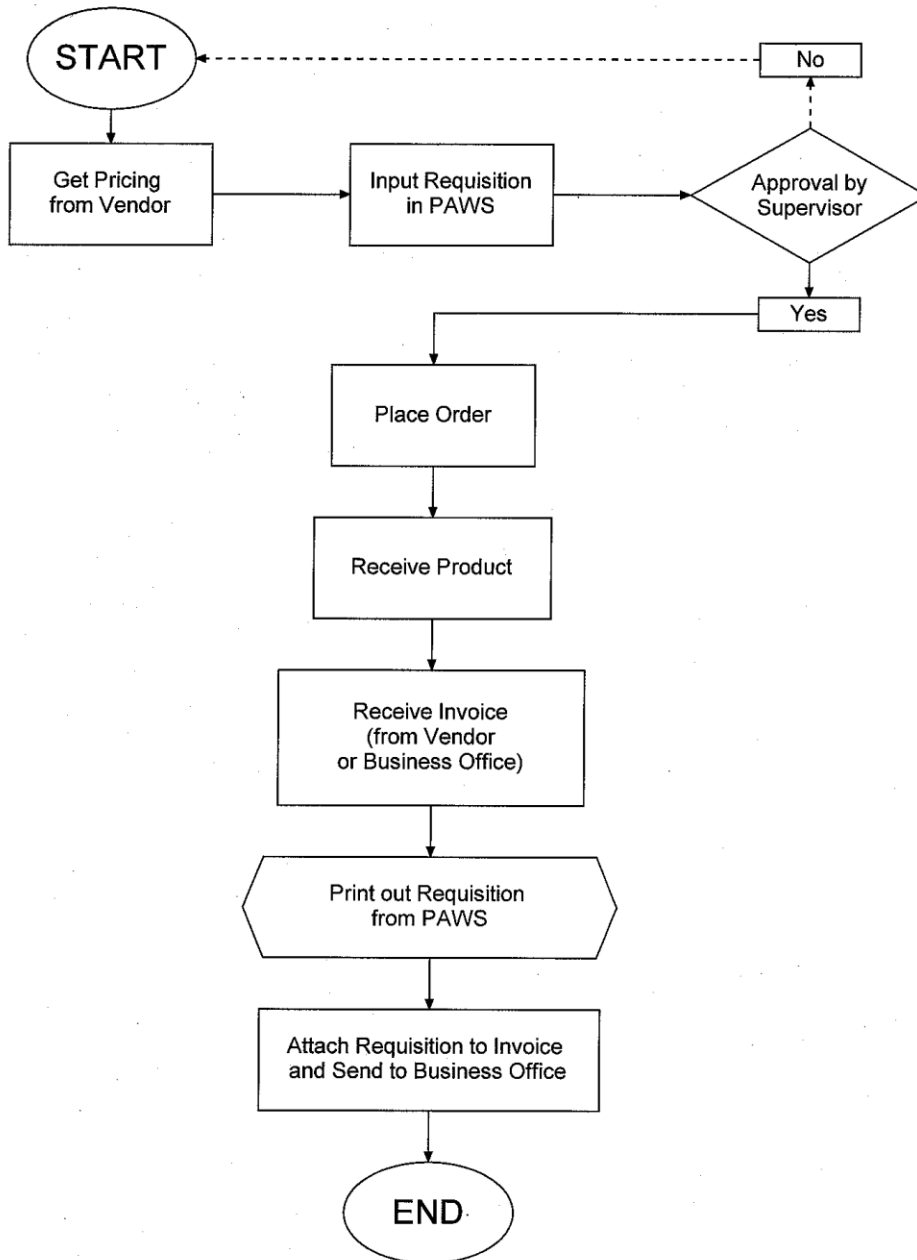 START
No
Get Pricing
from Vendor
Input Requisition
in PAWS
Approval by
Supervisor
Yes
Place Order
Receive Product
Receive Invoice
(from Vendor
or Business Office)
Print out Requisition
from PAWS
Attach Requisition to Invoice
and Send to Business Office
END